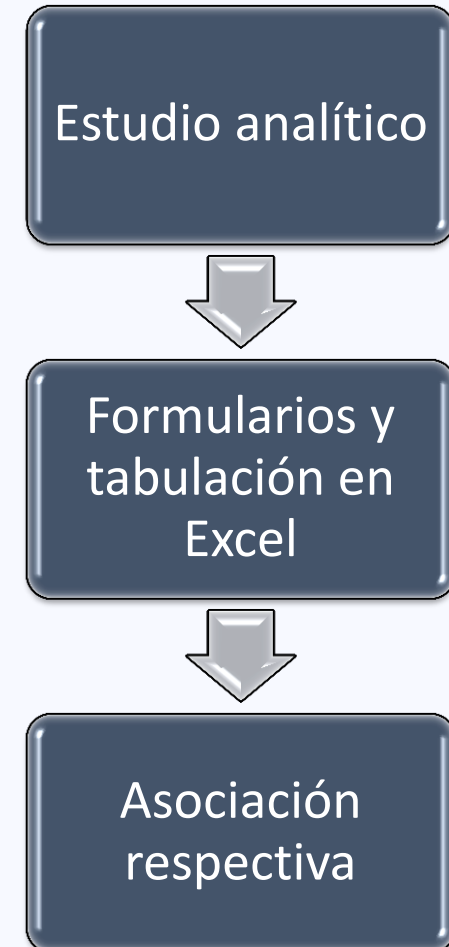 Estudio analítico
Formularios y
tabulación en
Excel
Asociación
respectiva